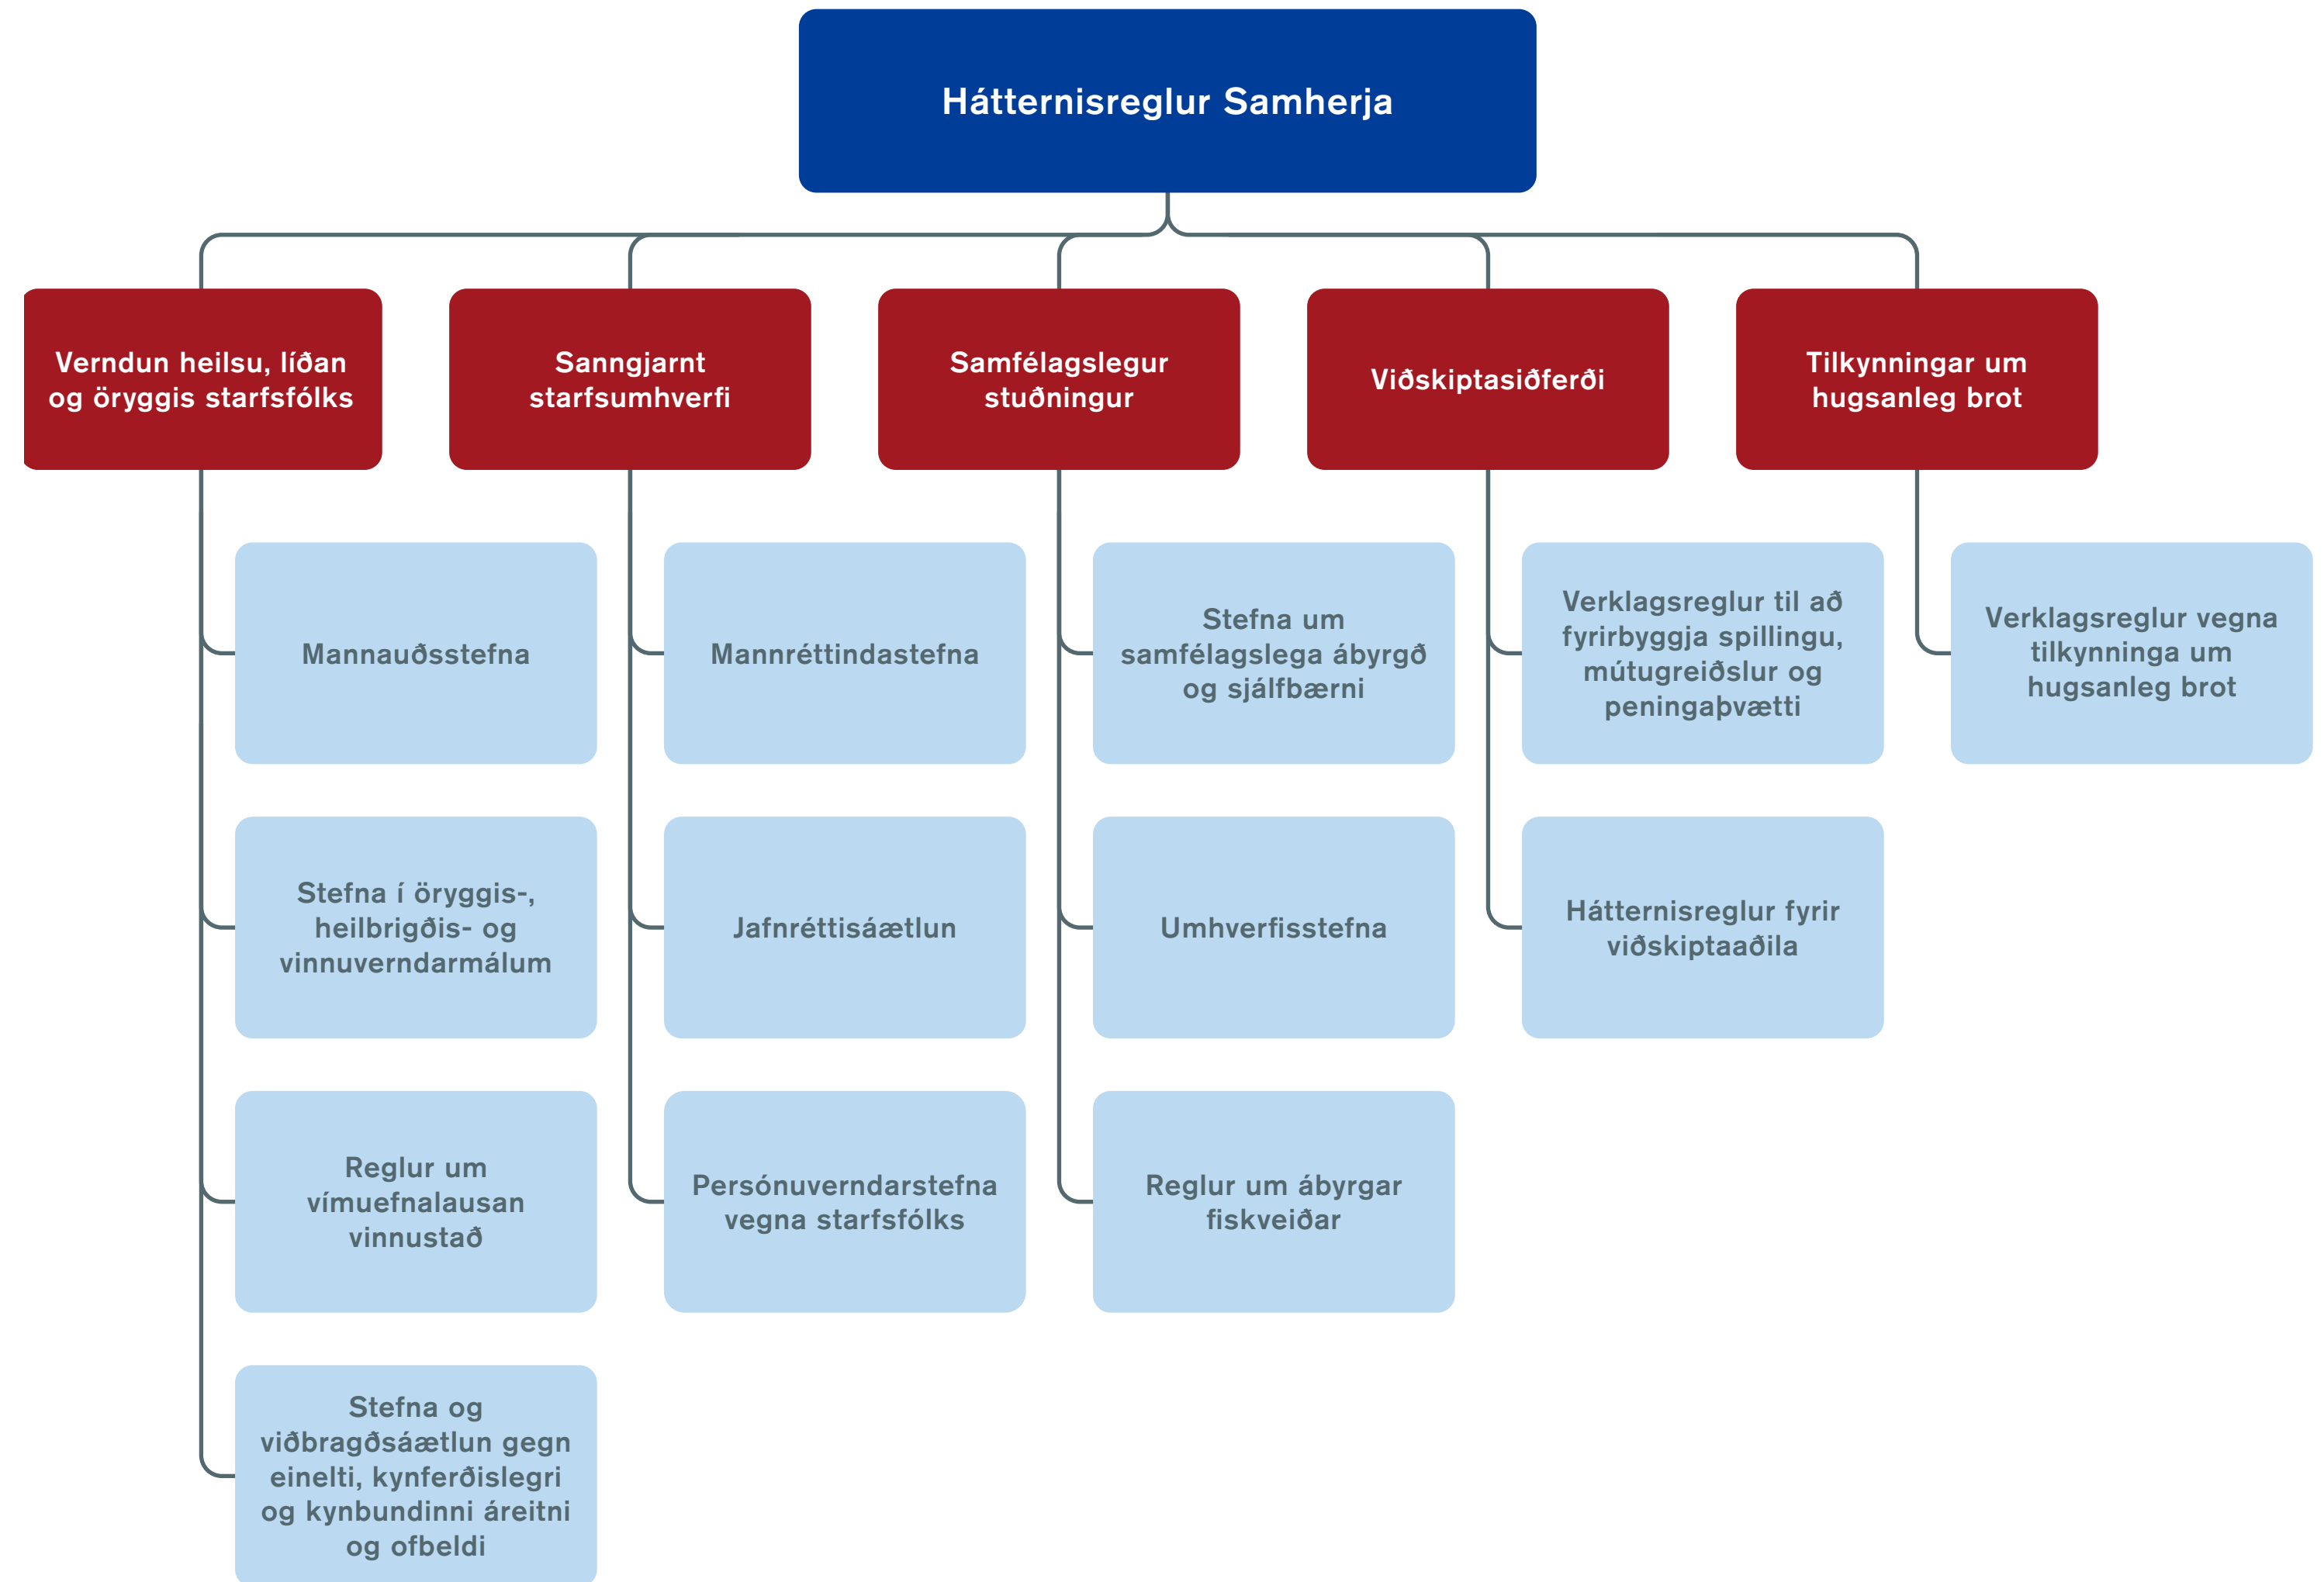 Hátternisreglur Samherja
Verndun heilsu, líðan
og öryggis starfsfólks
Sanngjarnt
starfsumhverfi
Samfélagslegur
stuðningur
Viðskiptasiðferði
Tilkynningar um
hugsanleg brot
Mannauðsstefna
Mannréttindastefna
Stefna um
samfélagslega ábyrgð
og sjálfbærni
Verklagsreglur til að
fyrirbyggja spillingu,
mútugreiðslur og
peningaþvætti
Verklagsreglur vegna
tilkynninga um
hugsanleg brot
Stefna í öryggis-,
heilbrigðis- og
vinnuverndarmálum
Jafnréttisáætlun
Umhverfisstefna
Hátternisreglur fyrir
viðskiptaaðila
Reglur um
vímuefnalausan
vinnustað
Persónuverndarstefna
vegna starfsfólks
Reglur um ábyrgar
fiskveiðar
Stefna og
viðbragðsáætlun gegn
einelti, kynferðislegri
og kynbundinni áreitni
og ofbeldi